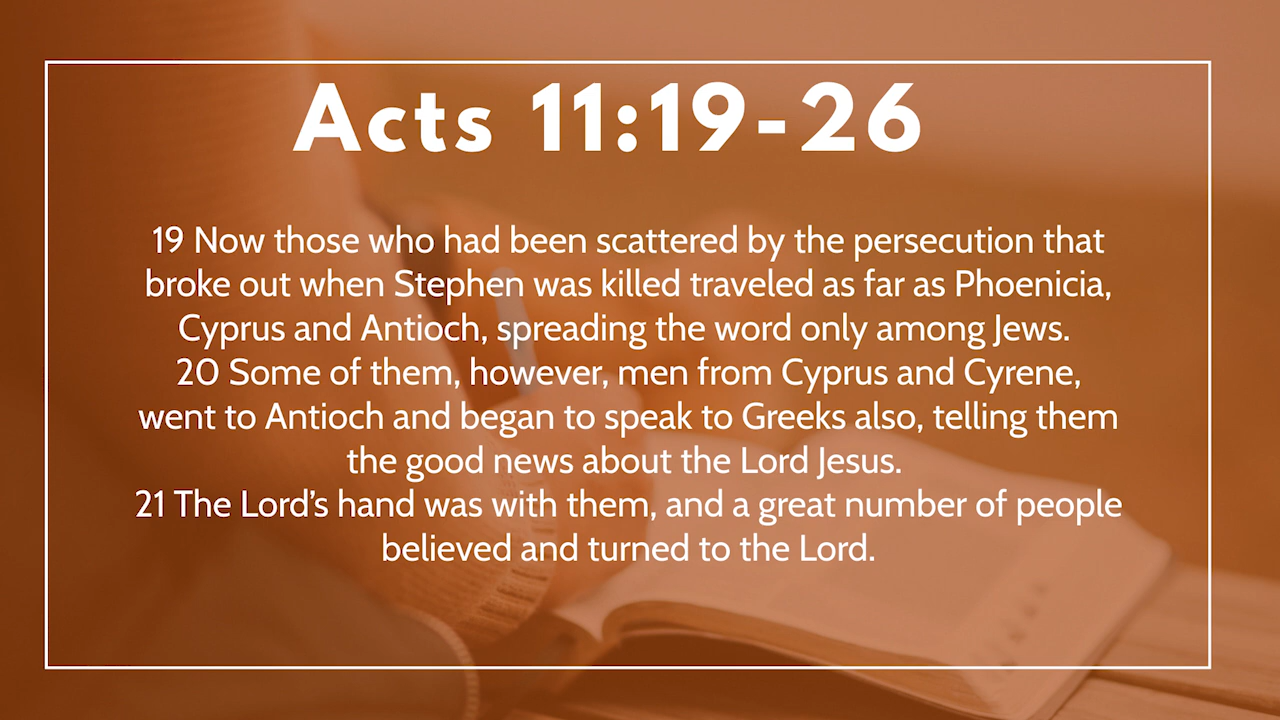 Acts 11:19-26
19 Now those who had been scattered by the persecution that
broke out when Stephen was killed traveled as far as Phoenicia,
Cyprus and Antioch, spreading the word only among Jews.
20 Some of them, however, men from Cyprus and Cyrene,
went to Antioch and began to speak to Greeks also, telling them
the good news about the Lord Jesus.
21 The Lord’s hand was with them, and a great number of people
believed and turned to the Lord.